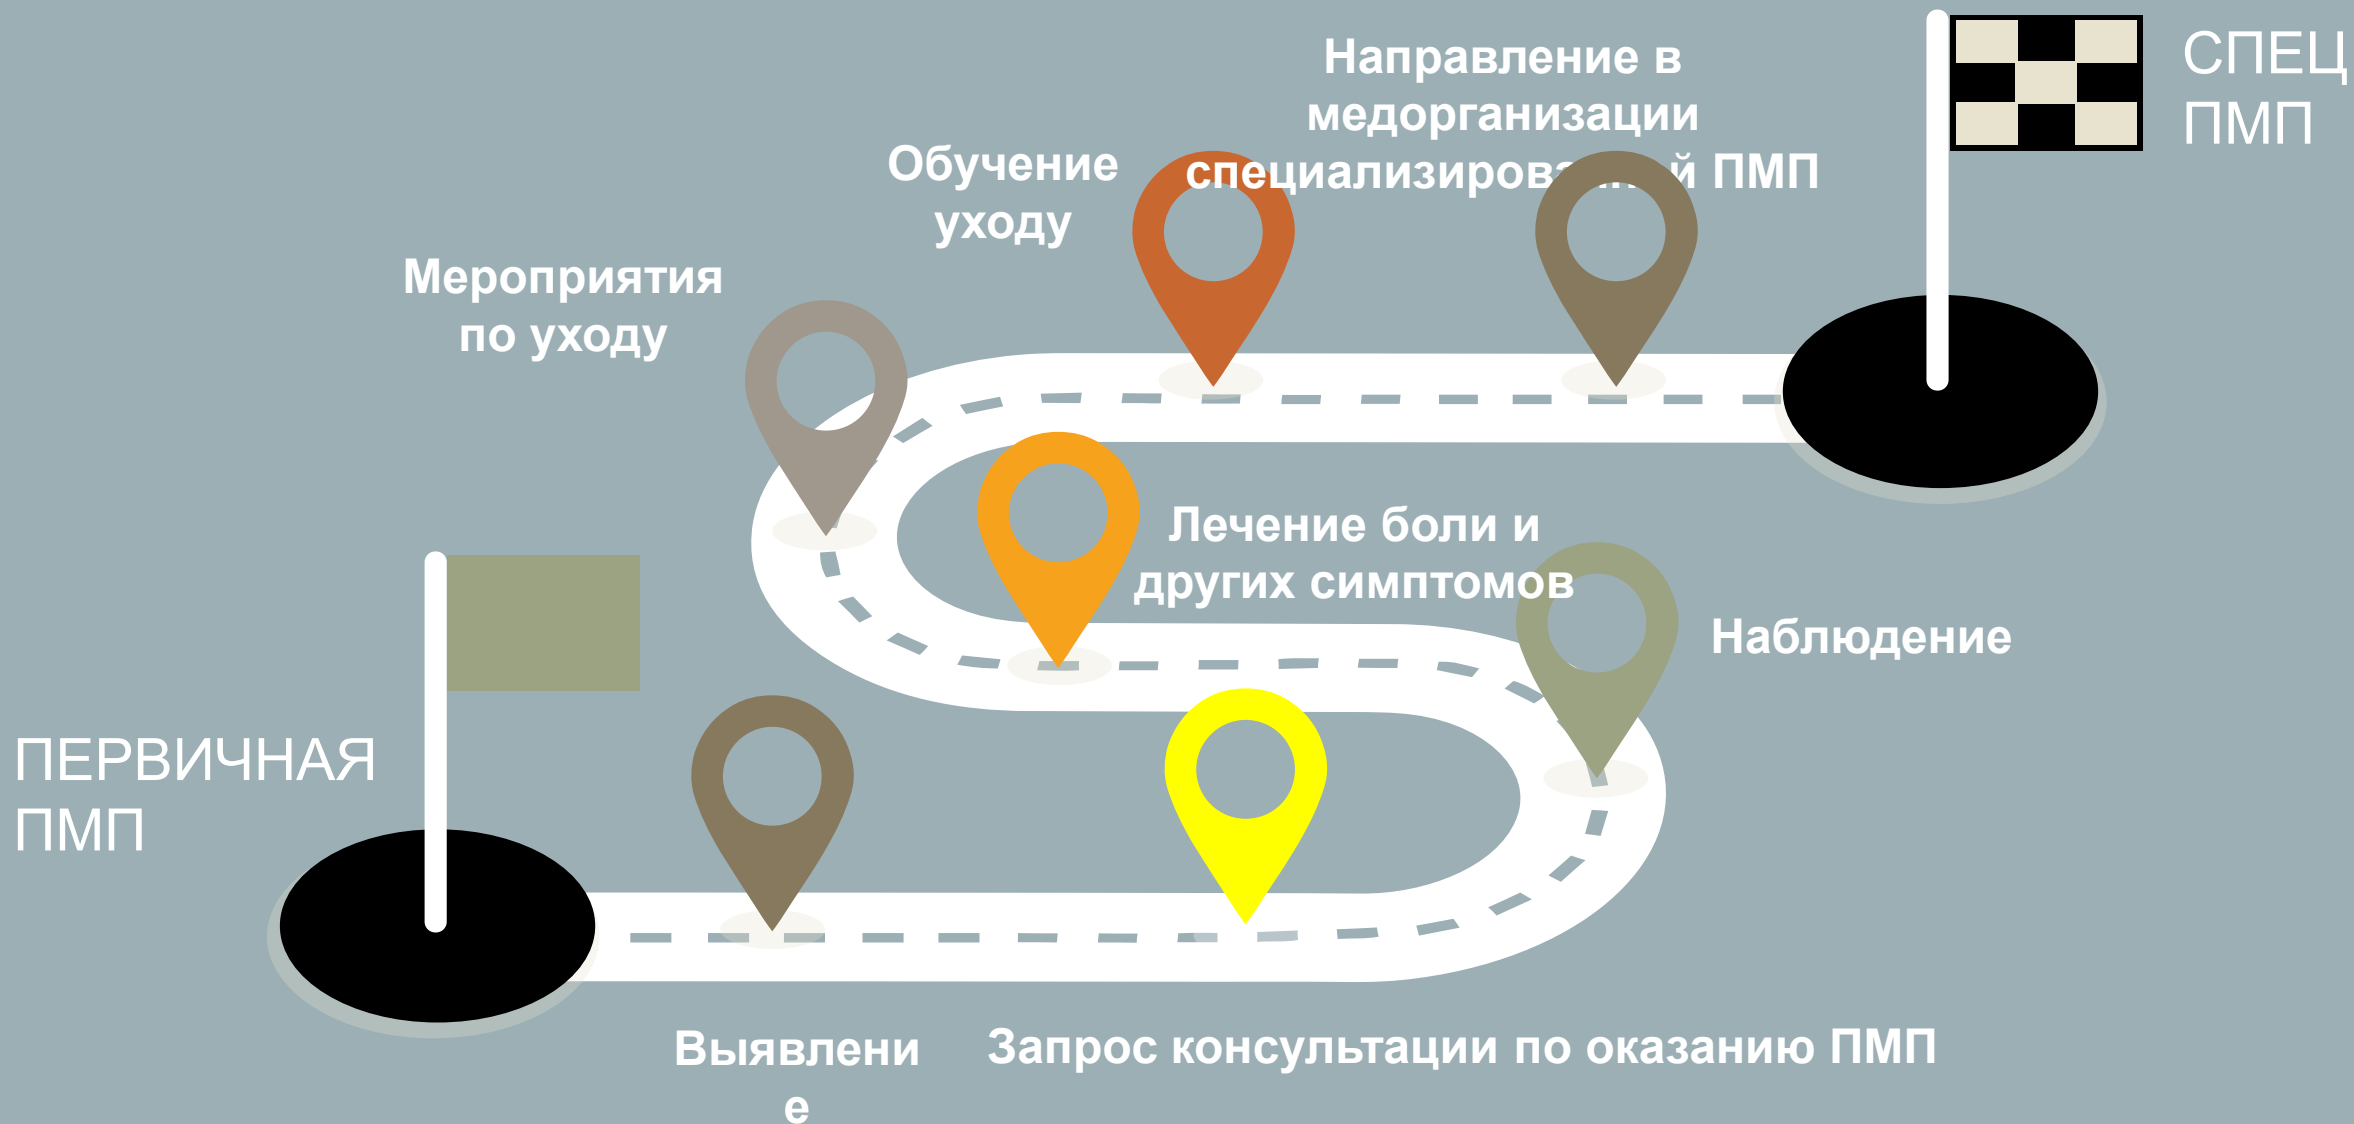 СПЕЦ
ПМП
Направление в
медорганизации
специализированной ПМП
Обучение
уходу
Мероприятия
по уходу
Лечение боли и
других симптомов
Наблюдение
ПЕРВИЧНАЯ
ПМП
Выявлени
е
Запрос консультации по оказанию ПМП